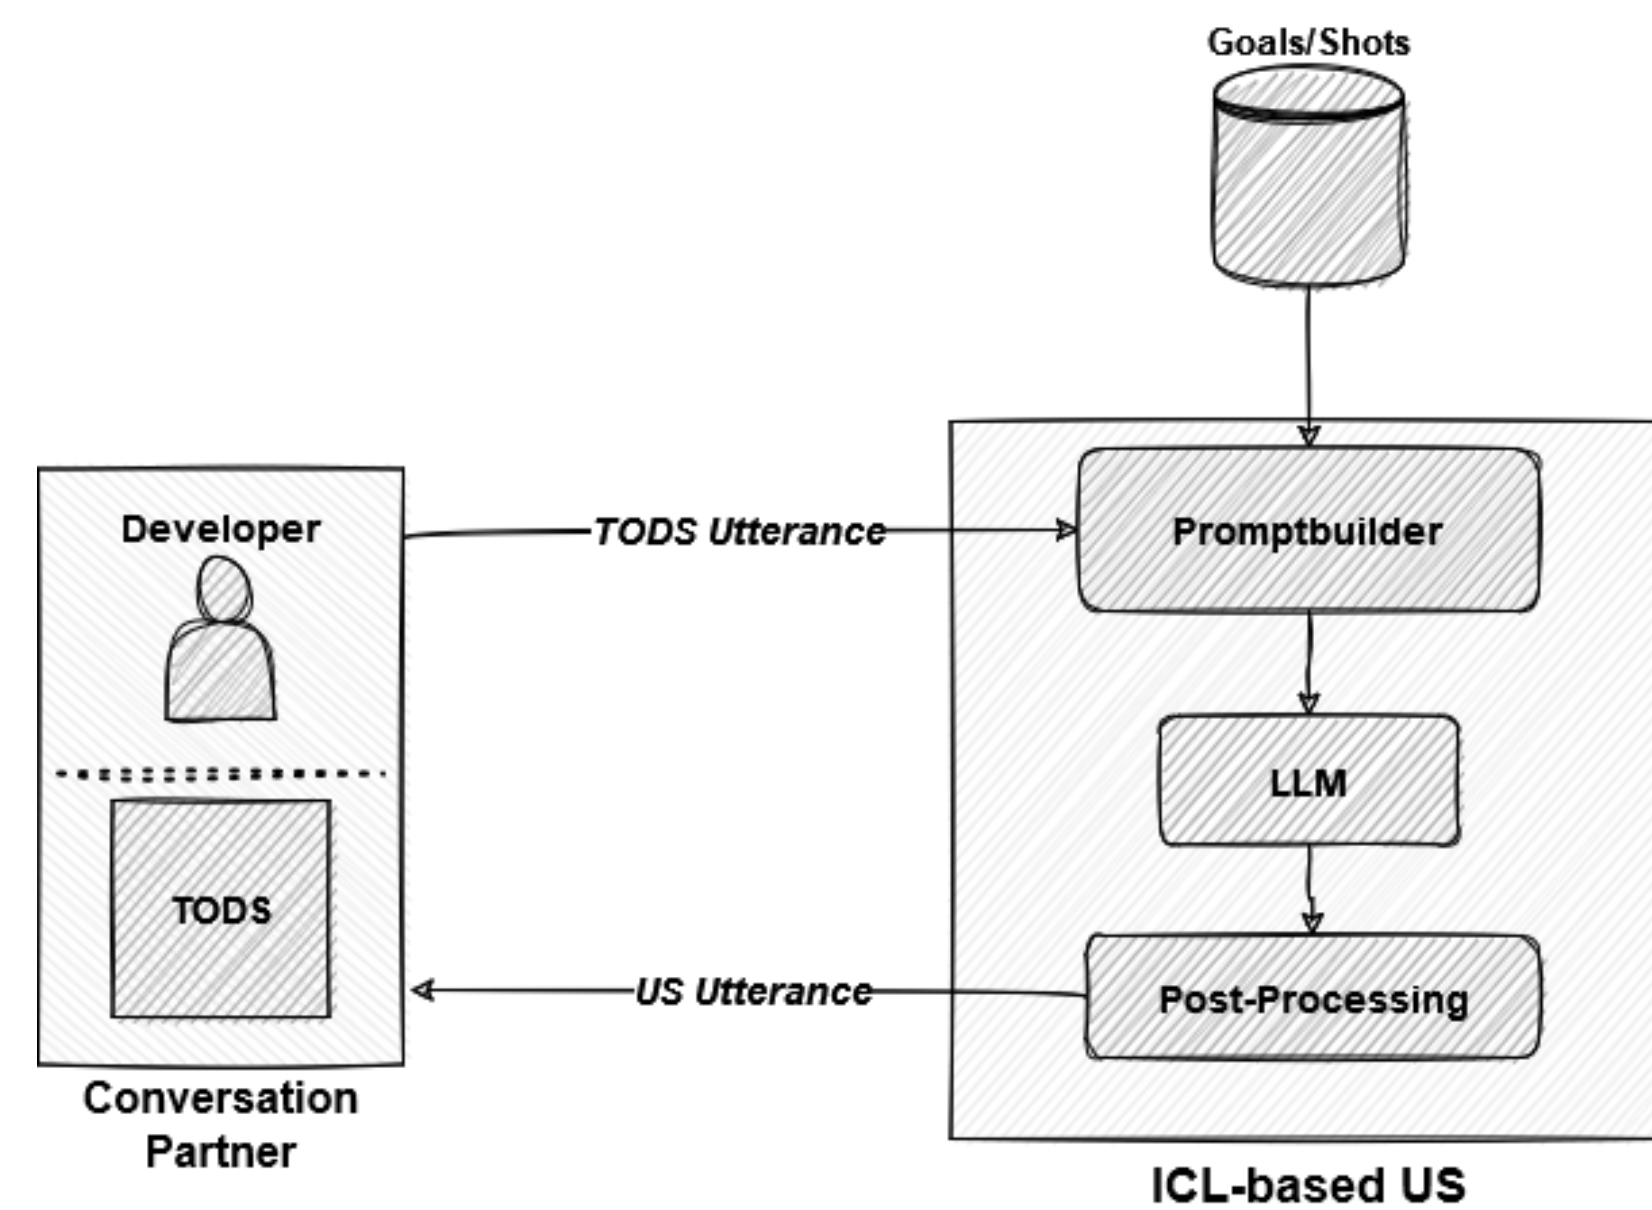 Goals/Shots
Developer
TODS Utterance
Promptbuilder
LLM
TODS
US Utterance
Post-Processing
Conversation
Partner
ICL-based US